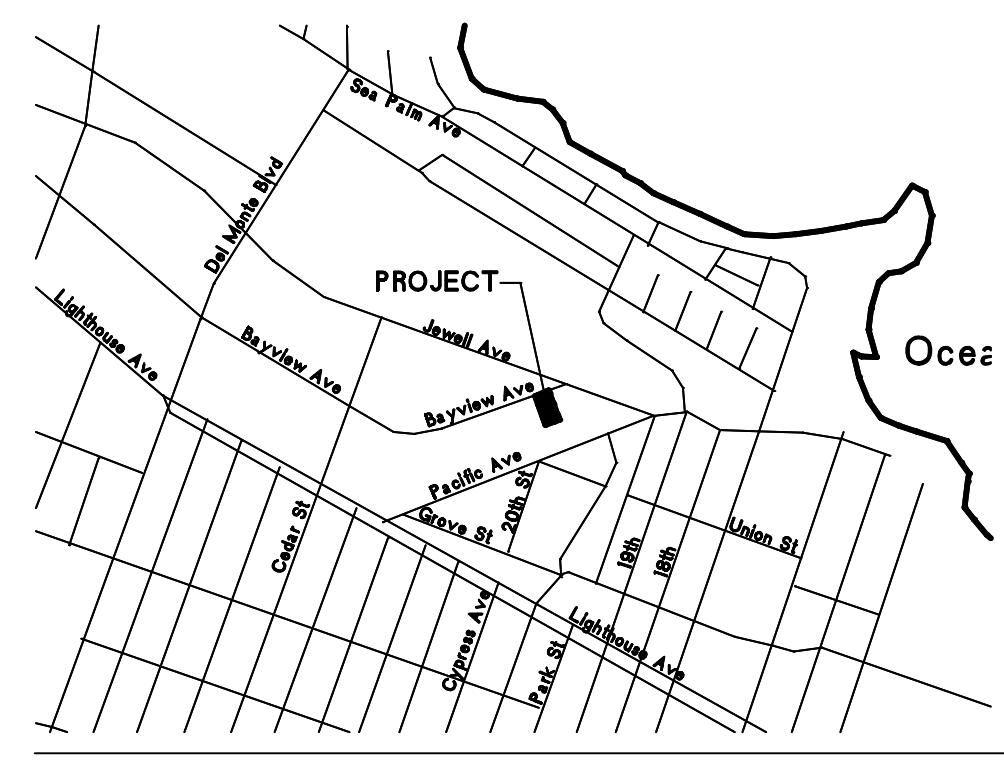 Sea Palm Ave
Del Monte Blvd
PROJECT
Lighthouse Ave
Jewell Ave
Bayview Ave
Ocea
Bayview Ave
Pacific Ave
20th St
Grove St
Cedar St
Union St
19th
18th
Cypress Ave
Lighthouse Ave
Park St